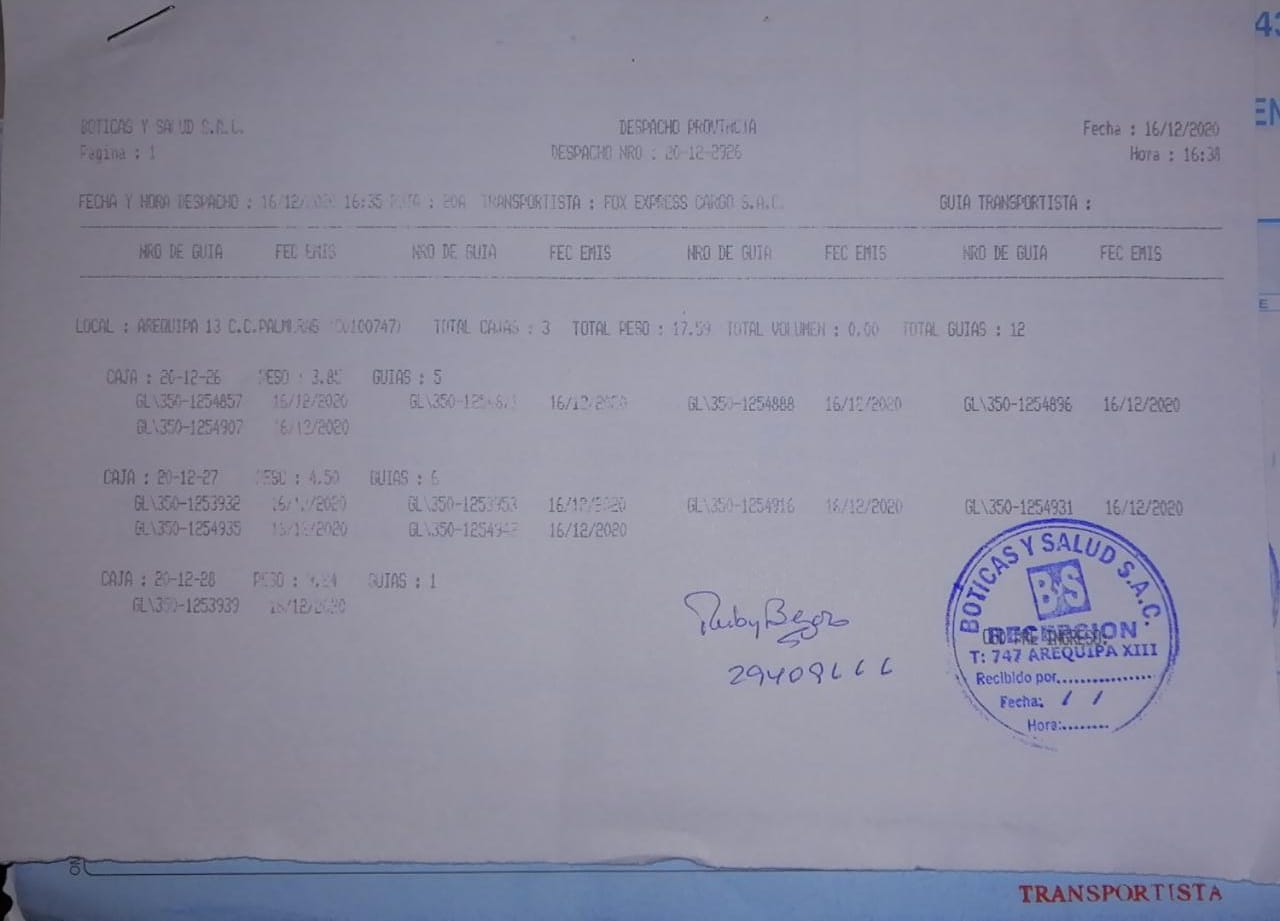 BOTICAS Y SALUD S.A.C. DESPACHO PROVINCIA Fecha : 16/12/2020
Pagina : 1 DESPACHO NRO : 20-12-2926 Hora : 16:38
FECHA Y HORA DESPACHO : 16/12/2020 16:35 TRANSPORTISTA : FOX EXPRESS CARGO S.A.C. GUIA TRANSPORTISTA :
NRO DE GUIA FEC EMIS NRO DE GUIA FEC EMIS NRO DE GUIA FEC EMIS NRO DE GUIA FEC EMIS
LOCAL : AREQUIPA 13 C.C.PALMERAS TOTAL CAJAS : 3 TOTAL PESO : 17.59 TOTAL VOLUMEN : 0.00 TOTAL GUIAS : 12
CAJA : 20-12-26 PESO : 3.85 GUIAS : 5
GL\350-1254857 16/12/2020 16/12/2020 GL\350-1254888 16/12/2020 GL\350-1254896 16/12/2020
GL\350-1254907 16/12/2020
CAJA : 20-12-27 PESO : 4.50 GUIAS : 6
GL\350-1253932 16/12/2020 GL\350-1253953 16/12/2020 GL\350-1254916 16/12/2020 GL\350-1254931 16/12/2020
GL\350-1254935 16/12/2020 16/12/2020
CAJA : 20-12-28 PESO : GUIAS : 1
GL\350-1253939 16/12/2020
BOTICAS Y SALUD S.A.C.
B&S
RECEPCION
T: 747 AREQUIPA XIII
Recibido por
Fecha: / /
Hora:
Ruby
TRANSPORTISTA